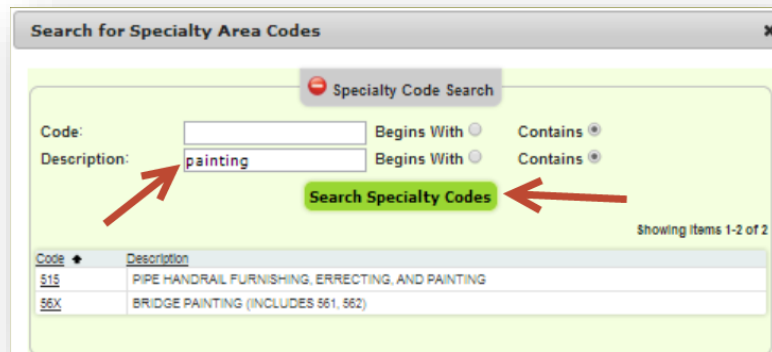 Search for Specialty Area Codes
Specialty Code Search
Code: Begins With Contains
Description: painting Begins With Contains
Search Specialty Codes
Showing Items 1-2 of 2
Code Description
515 PIPE HANDRAIL FURNISHING, ERRECTING, AND PAINTING
56X BRIDGE PAINTING (INCLUDES 561, 562)